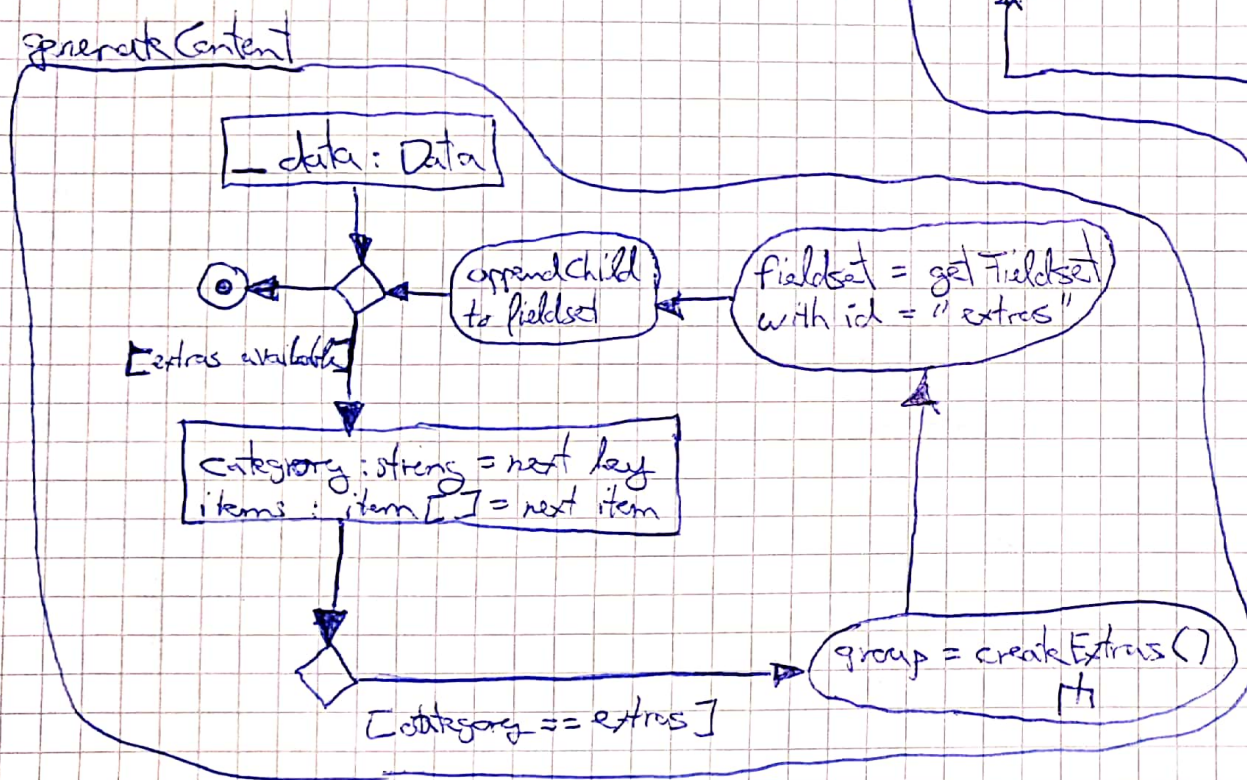 generateContent
_data : Data
appendChild
to fieldset
fieldset = getFieldset
with id = "extras"
[extras available]
category : string = next key
items : item[] = next item
group = createExtras()
[category == extras]